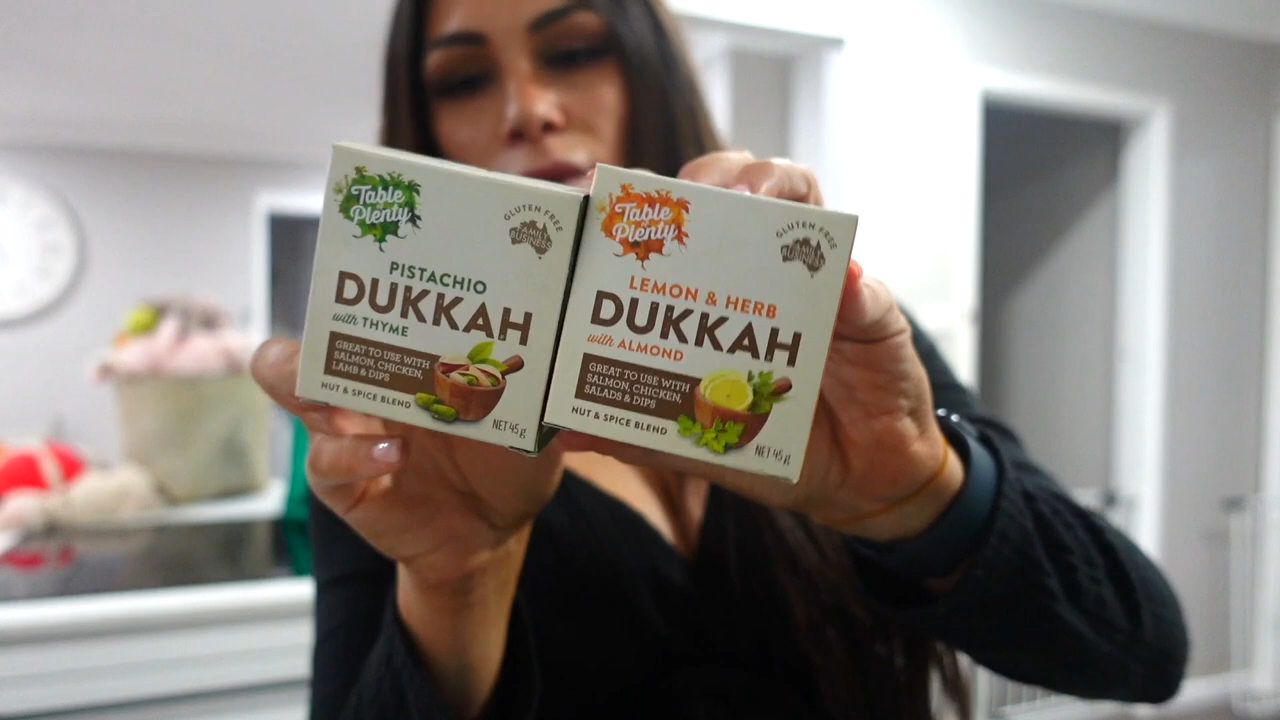 Table
of
Plenty
GLUTEN FREE
FAMILY
BUSINESS
PISTACHIO
DUKKAH
with THYME
GREAT TO USE WITH
SALMON, CHICKEN,
LAMB & DIPS
NUT & SPICE BLEND
NET 45g
Table
of
Plenty
GLUTEN FREE
FAMILY
BUSINESS
LEMON & HERB
DUKKAH
with ALMOND
GREAT TO USE WITH
SALMON, CHICKEN,
SALADS & DIPS
NUT & SPICE BLEND
NET 45g